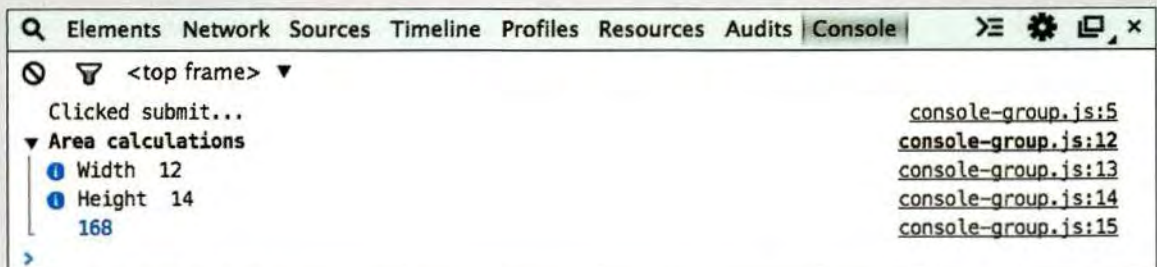 Elements Network Sources Timeline Profiles Resources Audits Console
<top frame> ▼
Clicked submit... console-group.js:5
▼ Area calculations console-group.js:12
Width 12 console-group.js:13
Height 14 console-group.js:14
168 console-group.js:15
>